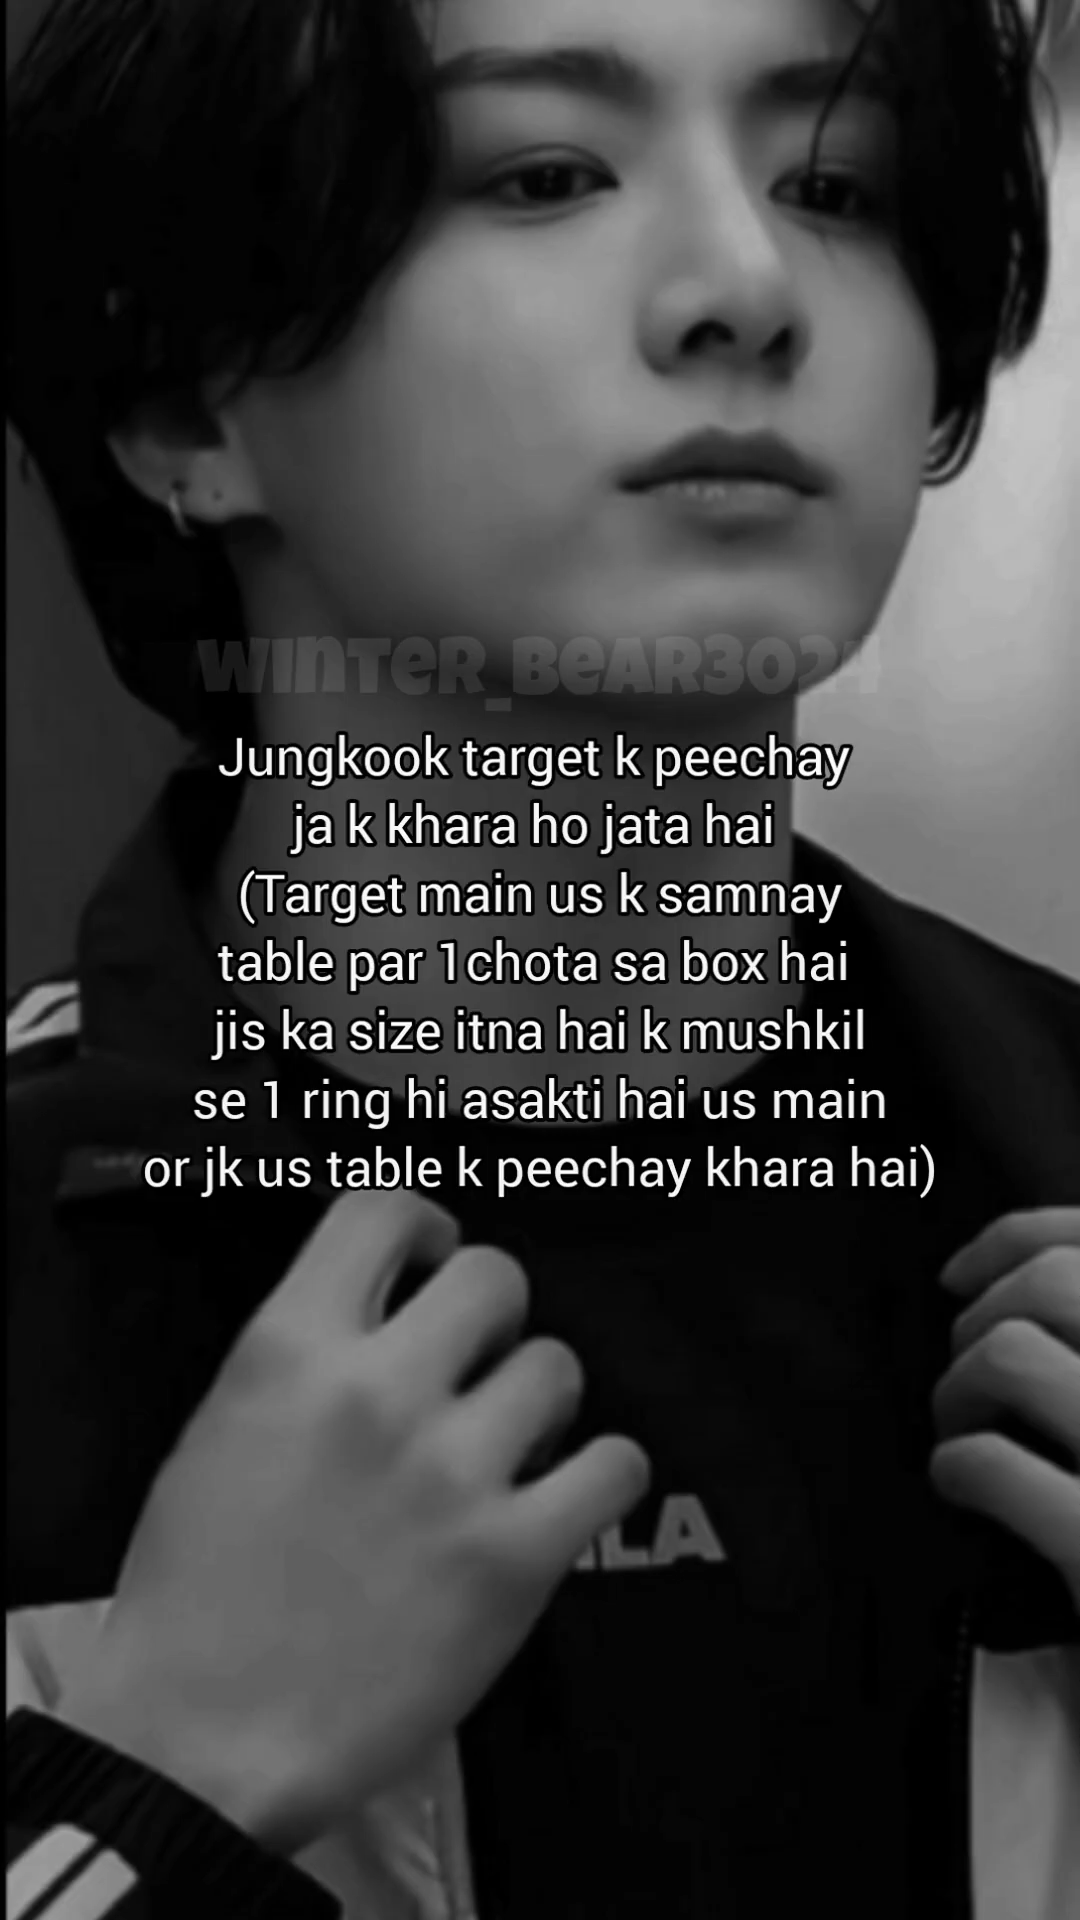 WINTER_BEAR3024
Jungkook target k peechay
ja k khara ho jata hai
(Target main us k samnay
table par 1chota sa box hai
jis ka size itna hai k mushkil
se 1 ring hi asakti hai us main
or jk us table k peechay khara hai)
LA